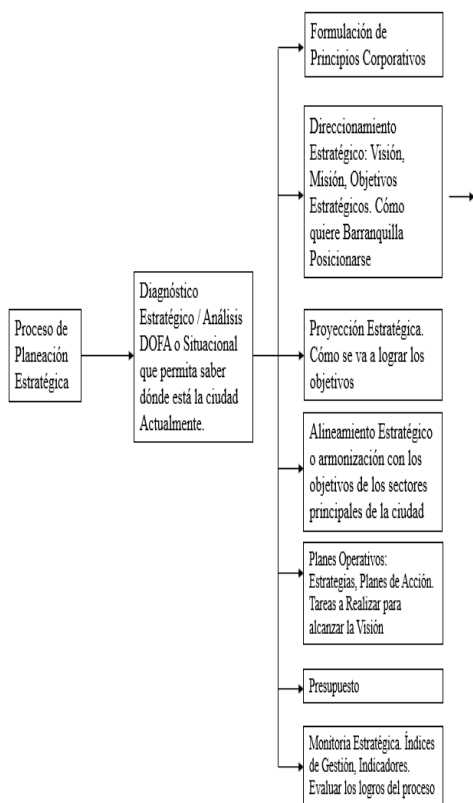 Proceso de
Planeación
Estratégica
Diagnóstico
Estratégico / Análisis
DOFA o Situacional
que permita saber
dónde está la ciudad
Actualmente.
Formulación de
Principios Corporativos
Direccionamiento
Estratégico: Visión,
Misión, Objetivos
Estratégicos. Cómo
quiere Barranquilla
Posicionarse
Proyección Estratégica.
Cómo se va a lograr los
objetivos
Alineamiento Estratégico
o armonización con los
objetivos de los sectores
principales de la ciudad
Planes Operativos:
Estrategias, Planes de Acción.
Tareas a Realizar para
alcanzar la Visión
Presupuesto
Monitoria Estratégica. Índices
de Gestión, Indicadores.
Evaluar los logros del proceso